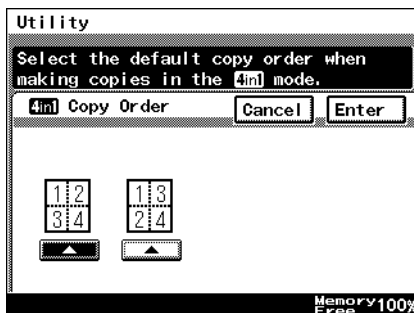 Utility
Select the default copy order when
making copies in the 4in1 mode.
4in1 Copy Order
Cancel
Enter
1 2 1 3
3 4 2 4
Memory 100%
Free